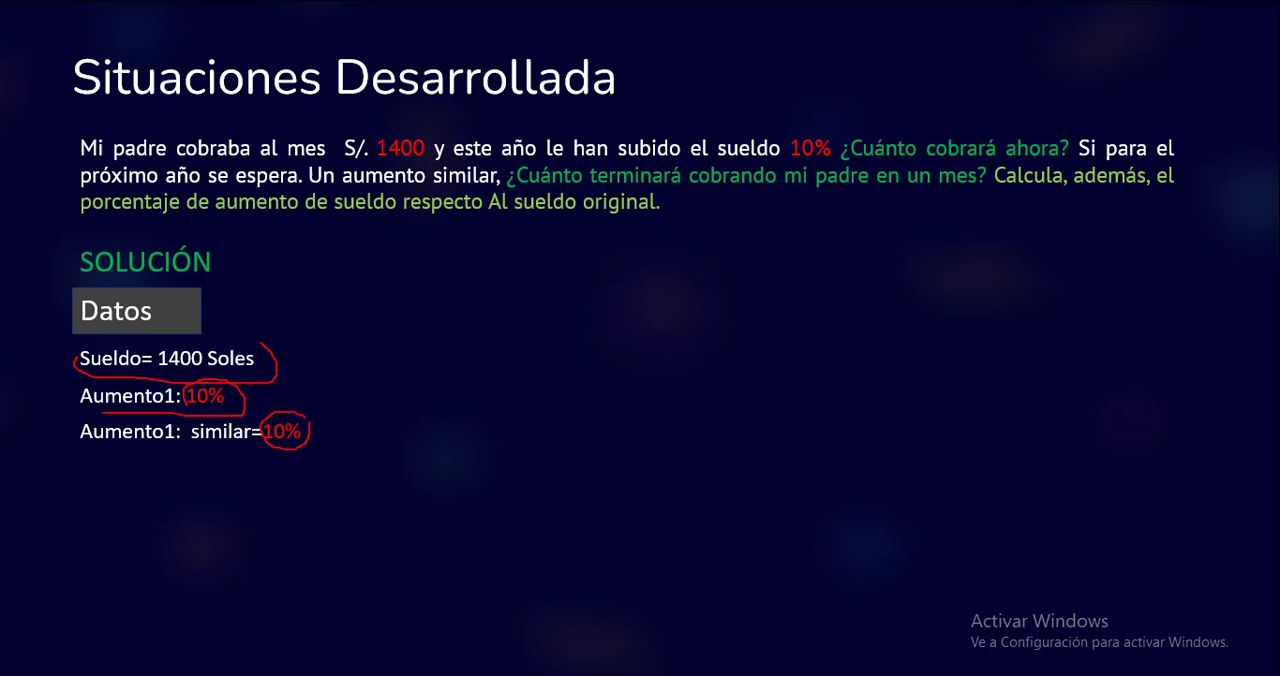 Situaciones Desarrollada
Mi padre cobraba al mes S/. 1400 y este año le han subido el sueldo 10% ¿Cuánto cobrará ahora? Si para el
próximo año se espera. Un aumento similar, ¿Cuánto terminará cobrando mi padre en un mes? Calcula, además, el
porcentaje de aumento de sueldo respecto Al sueldo original.
SOLUCIÓN
Datos
Sueldo= 1400 Soles
Aumento1: 10%
Aumento1: similar=10%
Activar Windows
Ve a Configuración para activar Windows.